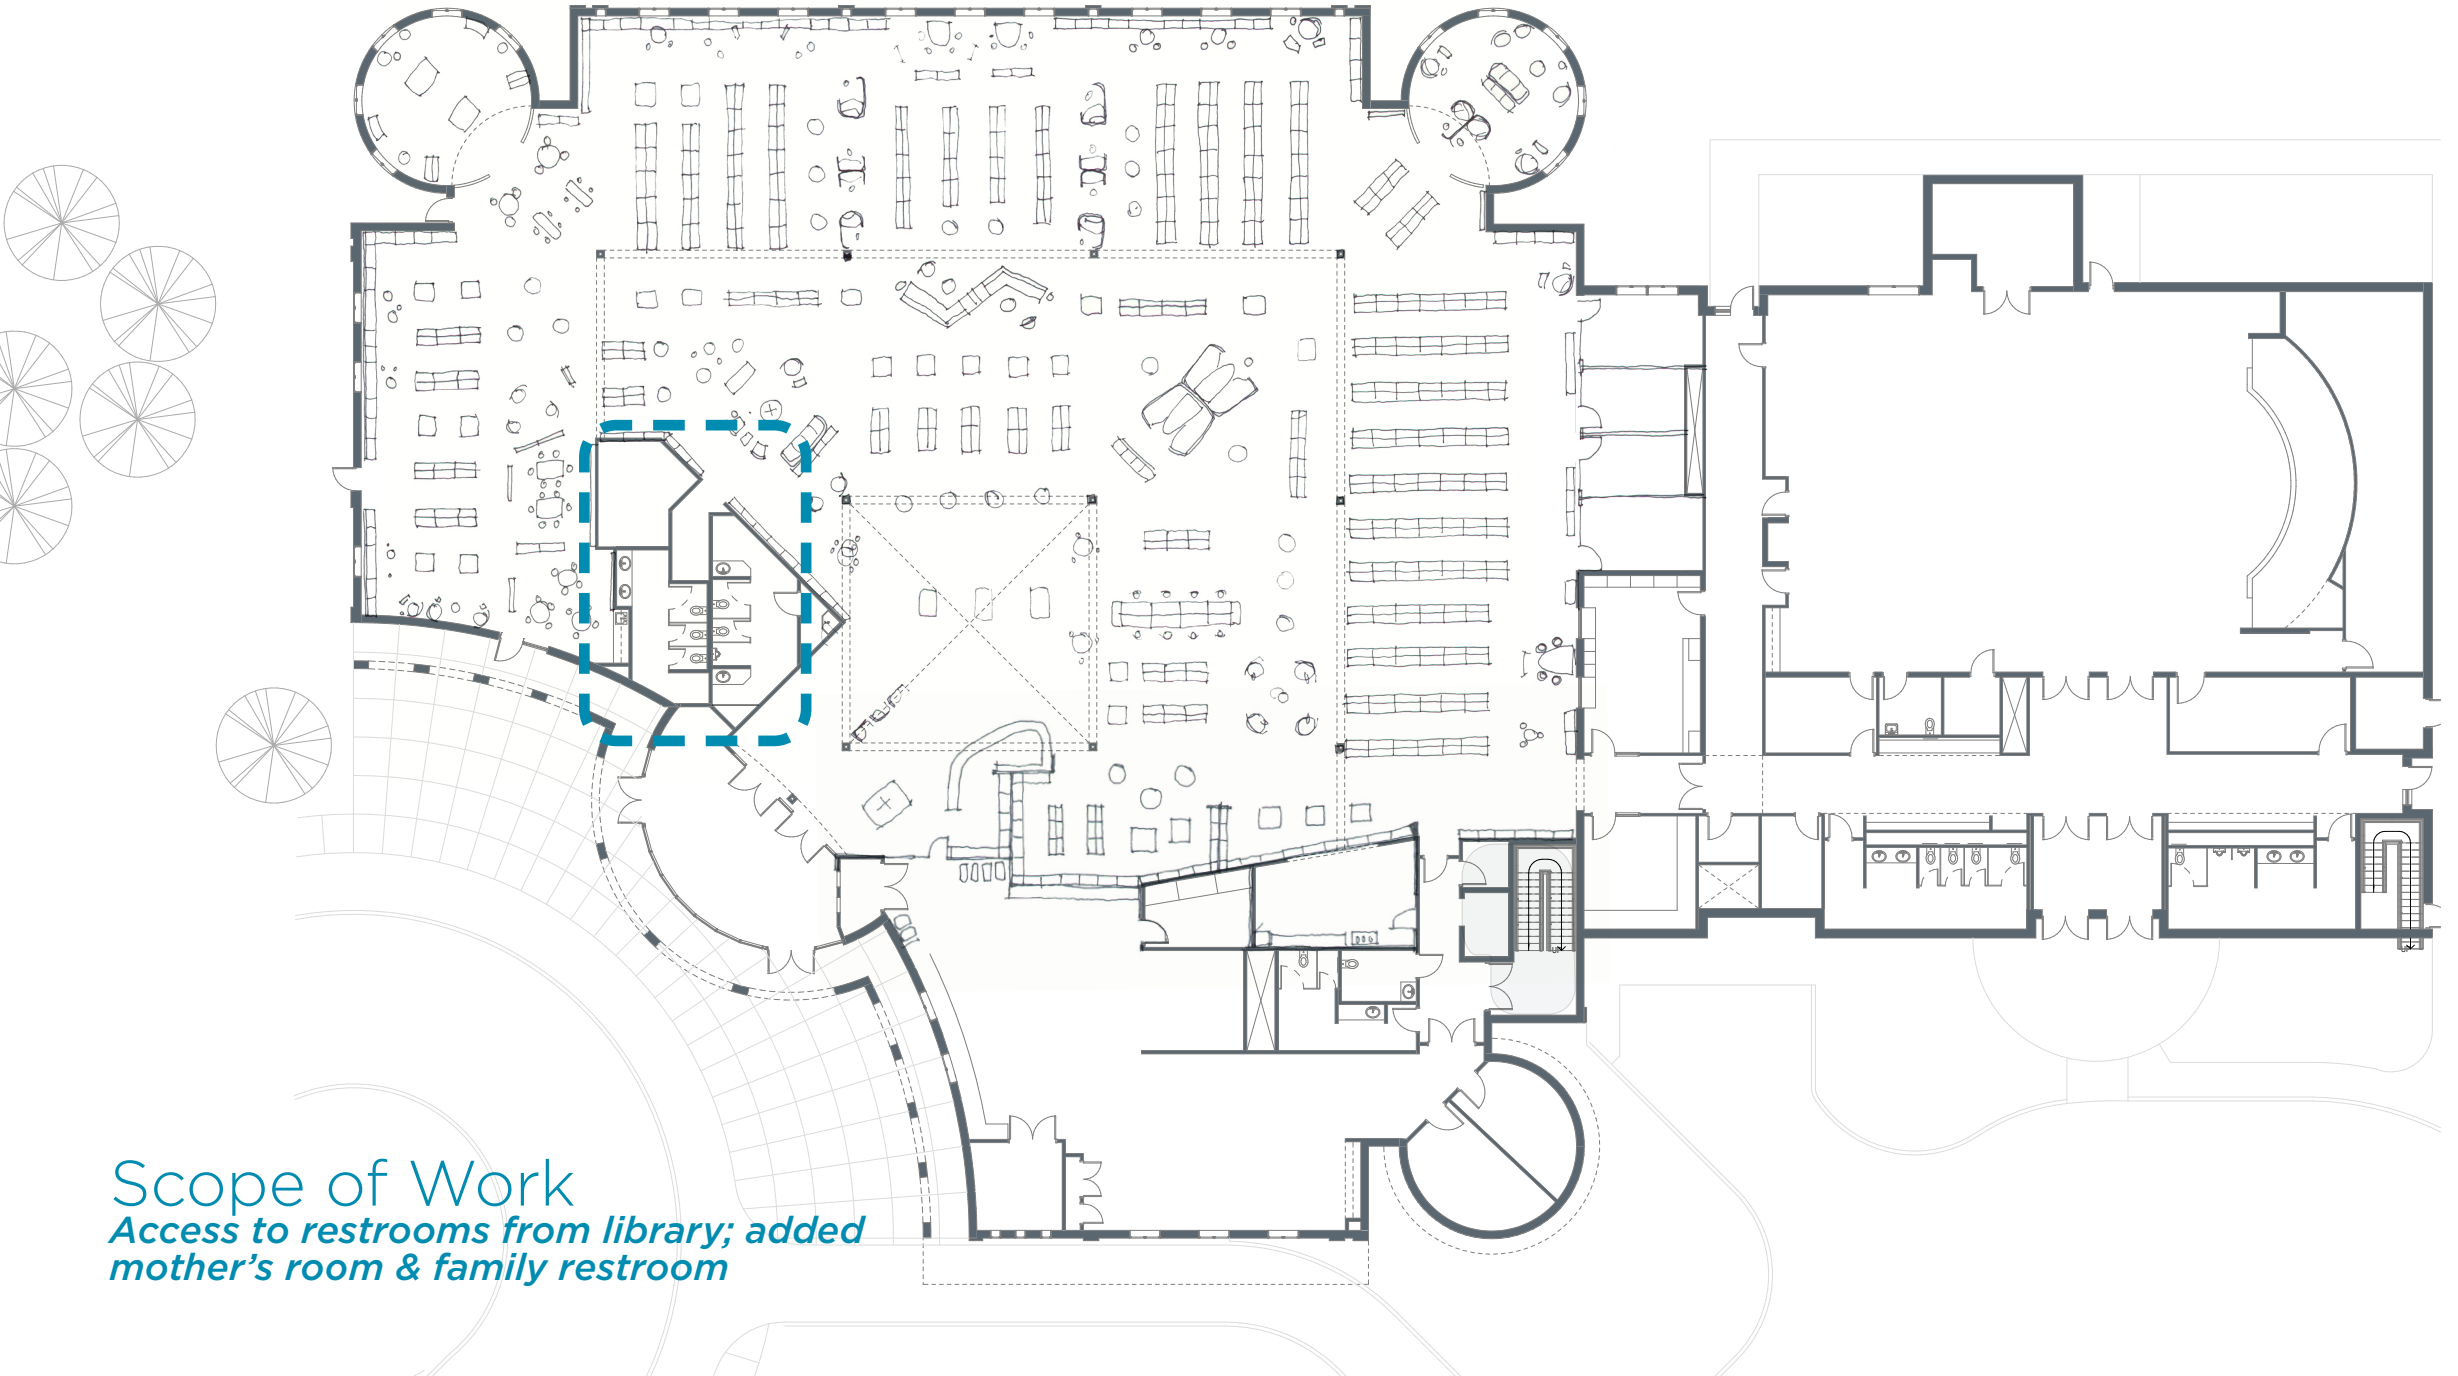 Scope of Work
Access to restrooms from library; added
mother’s room & family restroom